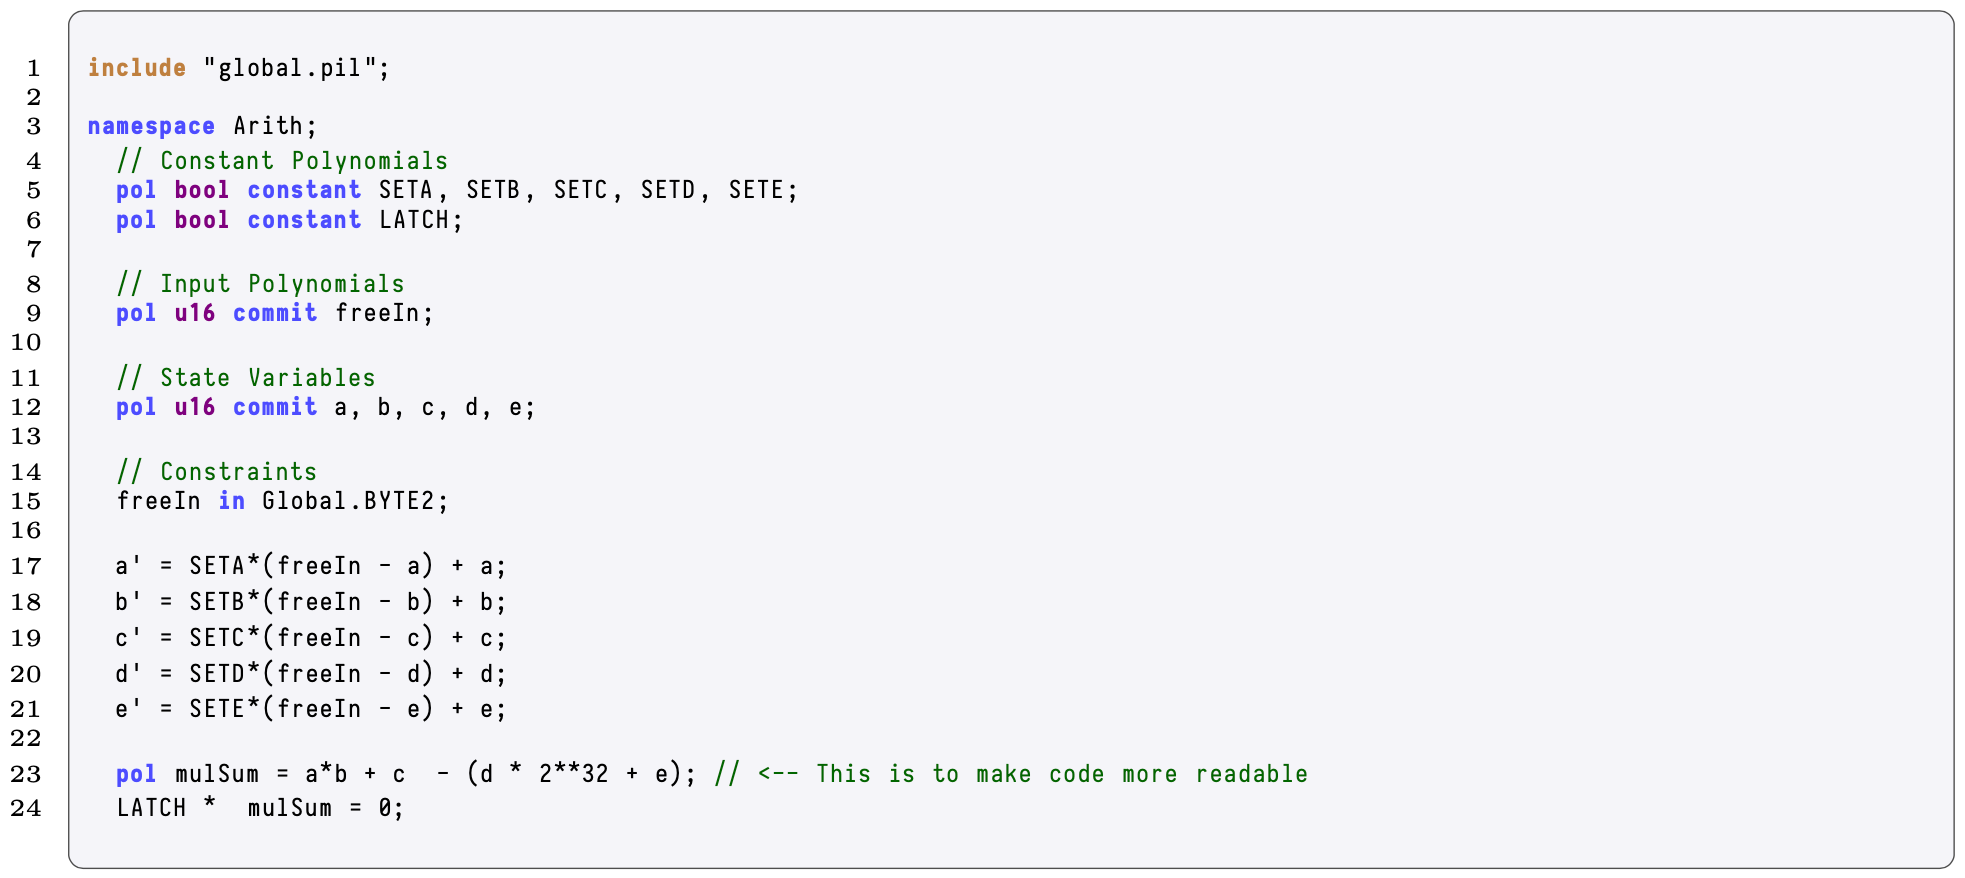 1 include "global.pil";
2
3 namespace Arith;
4 // Constant Polynomials
5 pol bool constant SETA, SETB, SETC, SETD, SETE;
6 pol bool constant LATCH;
7
8 // Input Polynomials
9 pol u16 commit freeIn;
10
11 // State Variables
12 pol u16 commit a, b, c, d, e;
13
14 // Constraints
15 freeIn in Global.BYTE2;
16
17 a' = SETA*(freeIn - a) + a;
18 b' = SETB*(freeIn - b) + b;
19 c' = SETC*(freeIn - c) + c;
20 d' = SETD*(freeIn - d) + d;
21 e' = SETE*(freeIn - e) + e;
22
23 pol mulSum = a*b + c  - (d * 2**32 + e); // <-- This is to make code more readable
24 LATCH *  mulSum = 0;